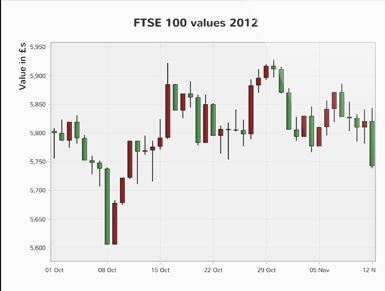 FTSE 100 values 2012
Value in £s
5,950
5,900
5,850
5,800
5,750
5,700
5,650
5,600
01 Oct
08 Oct
15 Oct
22 Oct
29 Oct
05 Nov
12 N